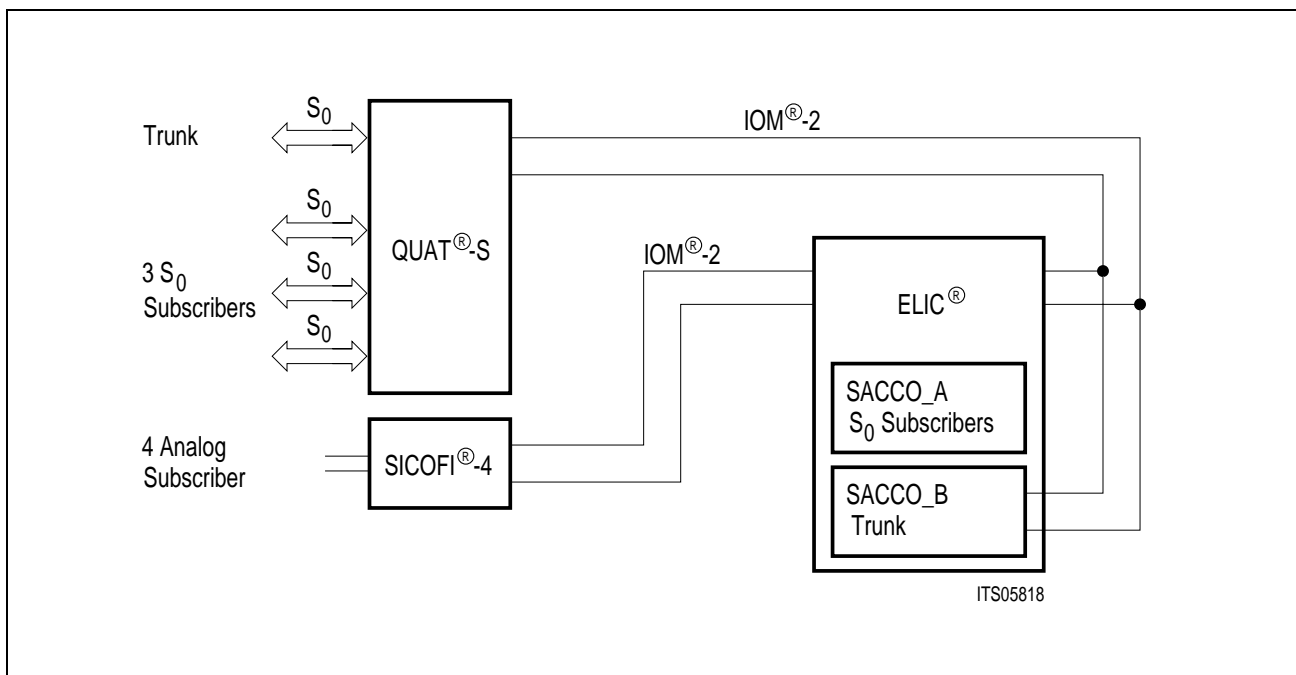 S0
Trunk
IOM®-2
S0
QUAT®-S
IOM®-2
S0
3 S0
Subscribers
ELIC®
S0
SACCO_A
S0 Subscribers
4 Analog
Subscriber
SICOFI®-4
SACCO_B
Trunk
ITS05818